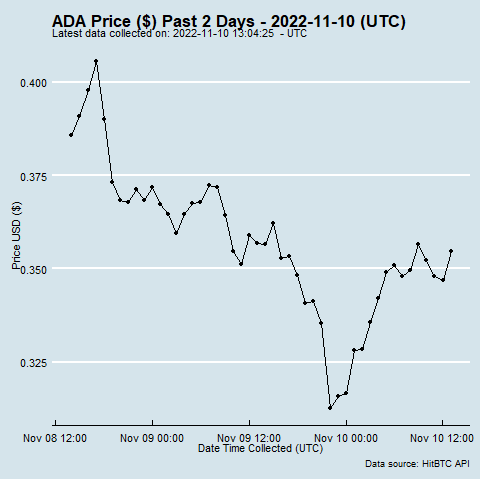 ADA Price ($) Past 2 Days - 2022-11-10 (UTC)
Latest data collected on: 2022-11-10 13:04:25  - UTC
Price USD ($)
0.400
0.375
0.350
0.325
Nov 08 12:00 Nov 09 00:00 Nov 09 12:00 Nov 10 00:00 Nov 10 12:00
Date Time Collected (UTC)
Data source: HitBTC API